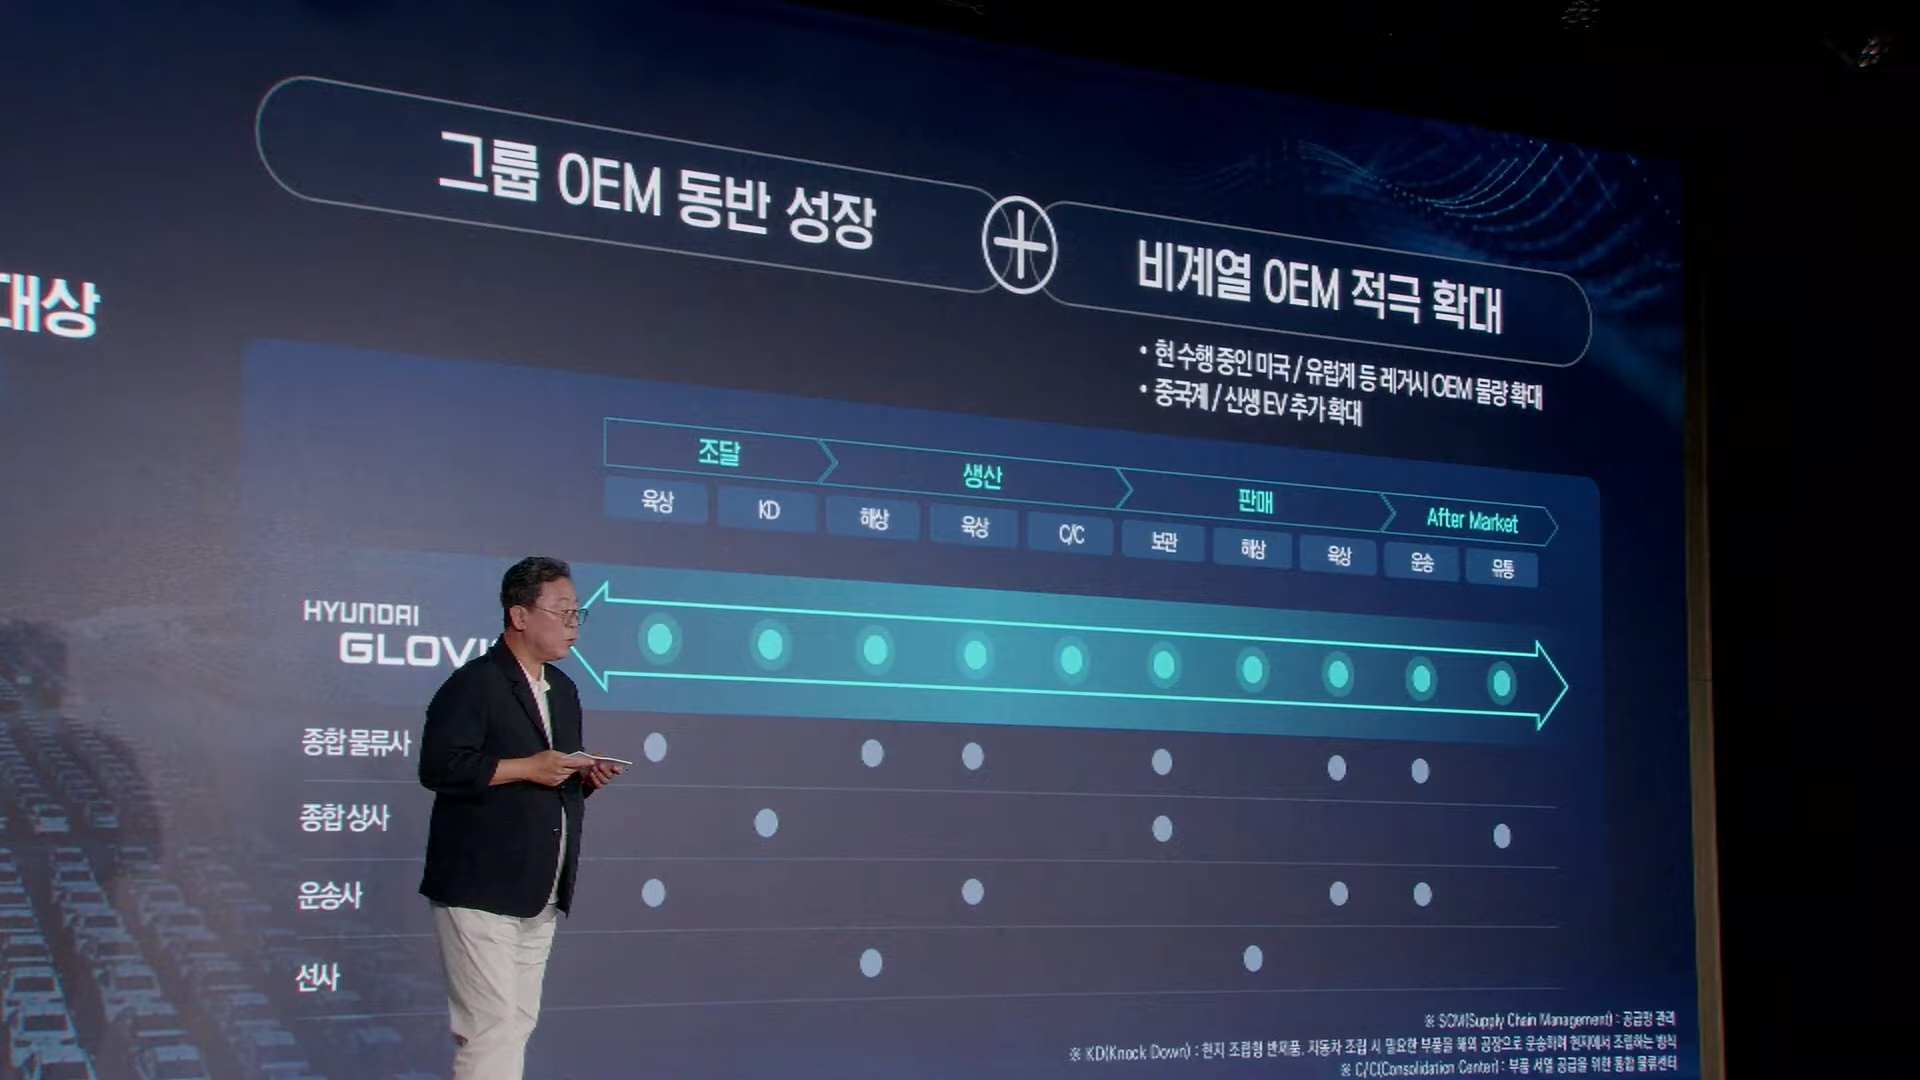 그룹 OEM 동반 성장
비계열 OEM 적극 확대
대상
• 현 수행 중인 미국 / 유럽계 등 레거시 OEM 물량 확대
• 중국계 / 신생 EV 추가 확대
조달 생산 판매 After Market
육상 KD 해상 육상 C/C 보관 해상 육상 운송 유통
HYUNDAI
GLOVI
종합 물류사
종합 상사
운송사
선사
※ SCM(Supply Chain Management) : 공급망 관리
※ KD(Knock Down) : 현지 조립형 반제품, 자동차 조립 시 필요한 부품을 해외 공장으로 운송하여 현지에서 조립하는 방식
※ C/C(Consolidation Center) : 부품 서열 공급을 위한 통합 물류센터